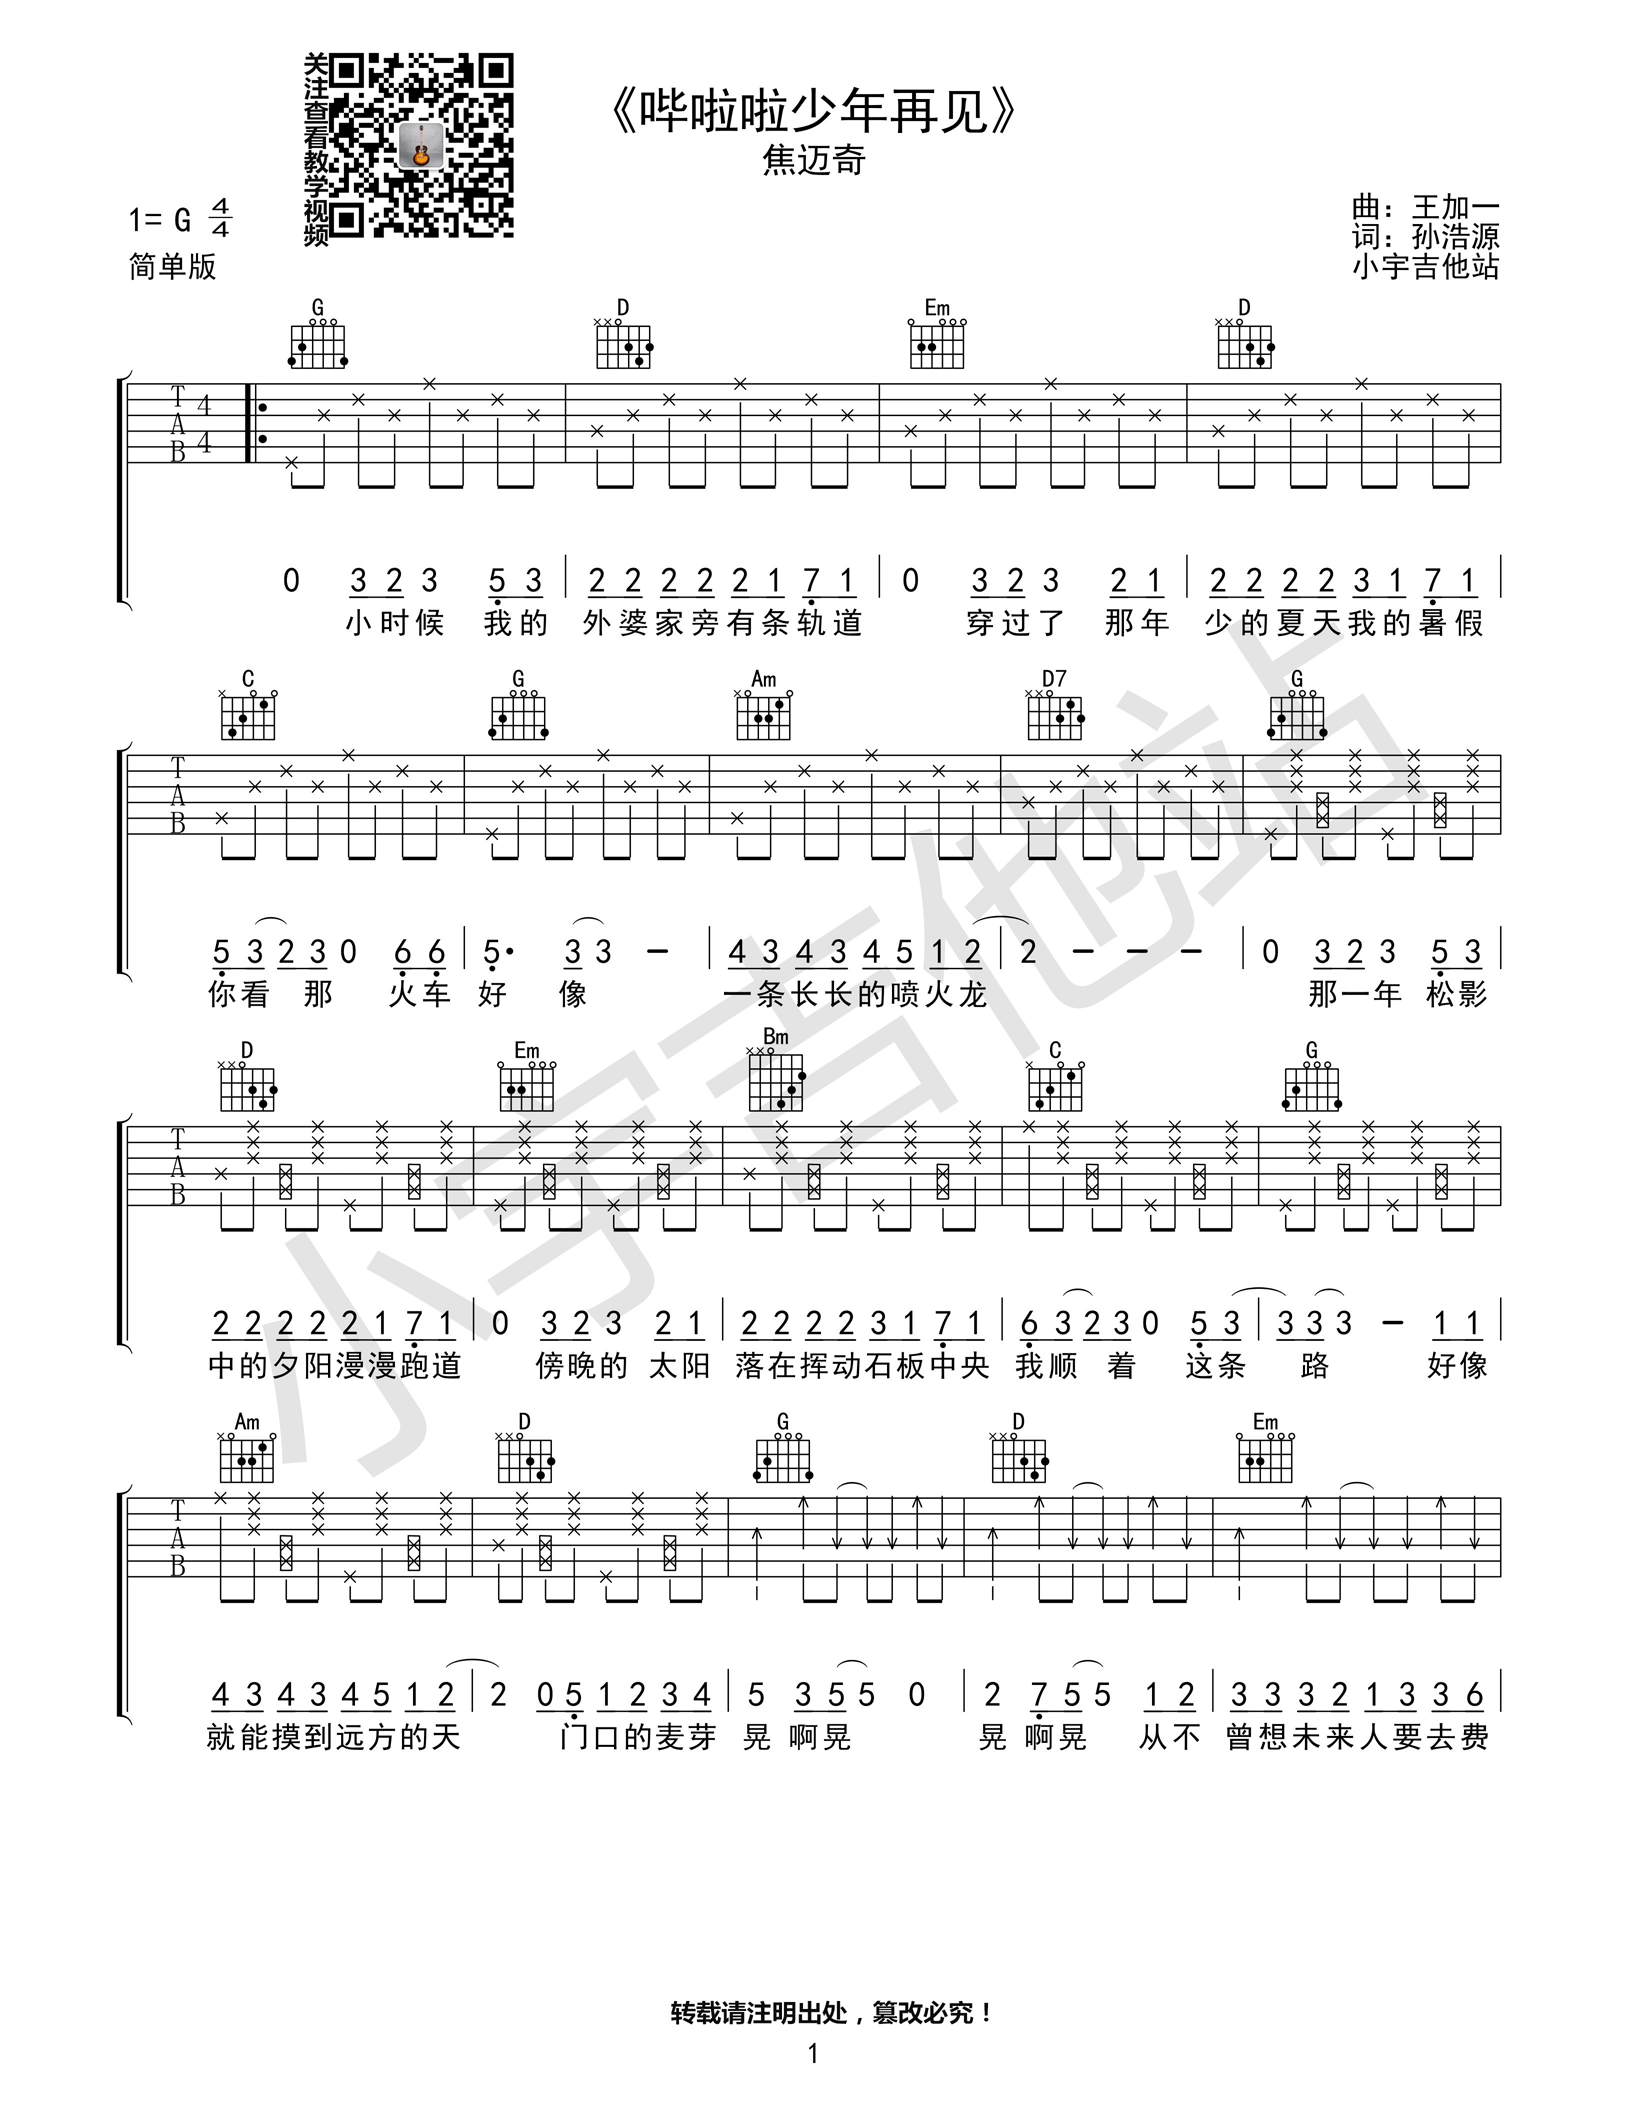 关注查看教学视频
《哔啦啦少年再见》
焦迈奇
1= G 4/4
曲：王加一
词：孙浩源
简单版
小宇吉他站
G D Em D
T A B 4 4
0 3 2 3 5 3 2 2 2 2 2 1 7 1 0 3 2 3 2 1 2 2 2 2 3 1 7 1
小时候 我的 外婆家旁有条轨道 穿过了 那年 少的夏天我的暑假
C G Am D7 G
T A B
5 3 2 3 0 6 6 5· 3 3 － 4 3 4 3 4 5 1 2 2 － － － 0 3 2 3 5 3
你看 那 火车 好 像 一条长长的喷火龙 那一年 松影
D Em Bm C G
T A B
2 2 2 2 2 1 7 1 0 3 2 3 2 1 2 2 2 2 3 1 7 1 6 3 2 3 0 5 3 3 3 3 － 1 1
中的夕阳漫漫跑道 傍晚的 太阳 落在挥动石板中央 我顺 着 这条 路 好像
Am D G D Em
T A B
4 3 4 3 4 5 1 2 2 0 5 1 2 3 4 5 3 5 5 0 2 7 5 5 1 2 3 3 3 2 1 3 3 6
就能摸到远方的天 门口的麦芽 晃 啊晃 晃 啊晃 从不 曾想未来人要去费
小宇吉他站
转载请注明出处，篡改必究！
1